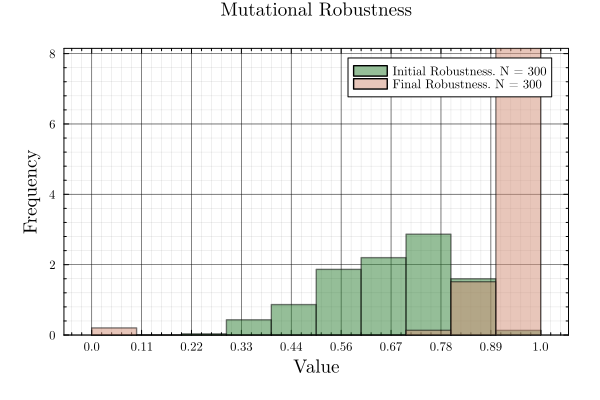 Mutational Robustness
Initial Robustness. N = 300
Final Robustness. N = 300
Frequency
8
6
4
2
0
0.0 0.11 0.22 0.33 0.44 0.56 0.67 0.78 0.89 1.0
Value